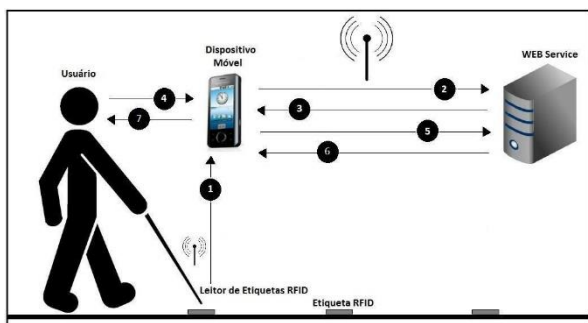 Dispositivo
Móvel
WEB Service
Usuário
4
2
3
7
5
6
1
Leitor de Etiquetas RFID
Etiqueta RFID